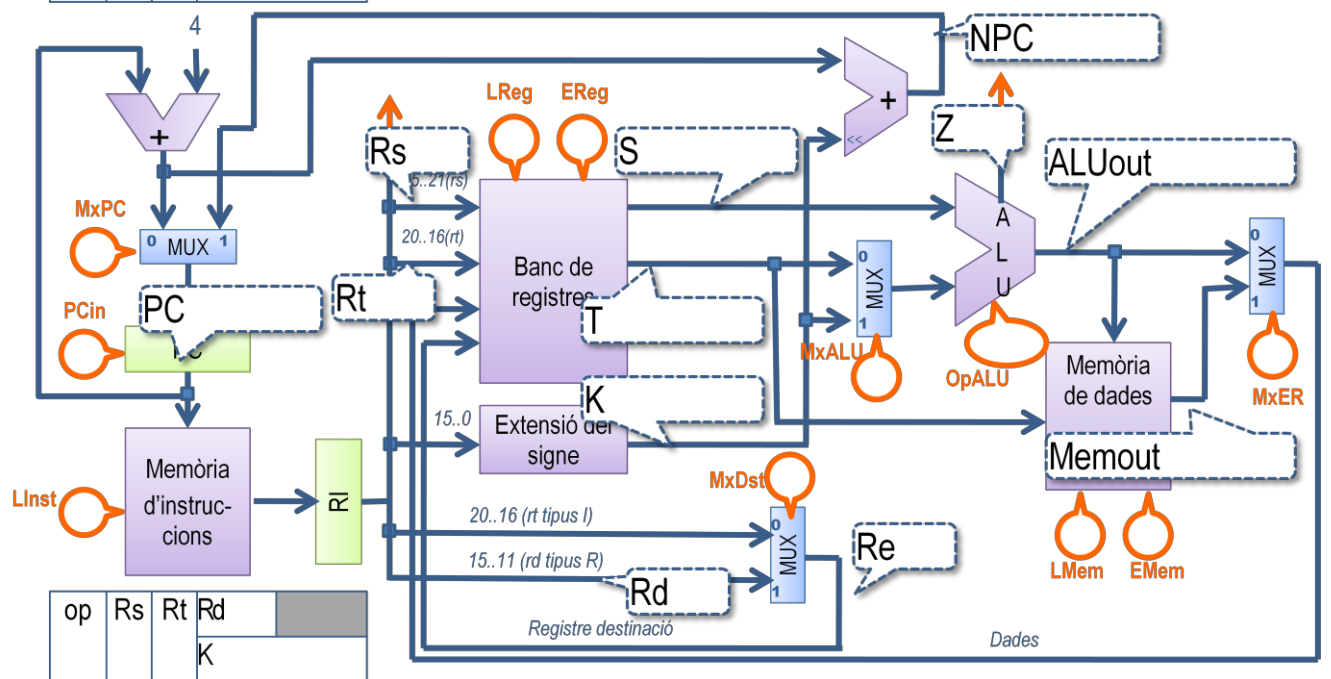 4
NPC
+
LReg
EReg
+
Rs
S
Z
<<
ALUout
5..21(rs)
MxPC
0 MUX 1
20..16(rt)
A
L
U
0
MUX
1
0
MUX
1
Banc de
registres
PC
Rt
T
PCin
MxALU
OpALU
Memòria
de dades
MxER
K
15..0
Extensió del
signe
Memout
Memòria
d'instruc-
cions
LInst
RI
MxDst
20..16 (rt tipus I)
0
MUX
1
Re
15..11 (rd tipus R)
Rd
LMem
EMem
op
Rs
Rt
Rd
K
Registre destinació
Dades